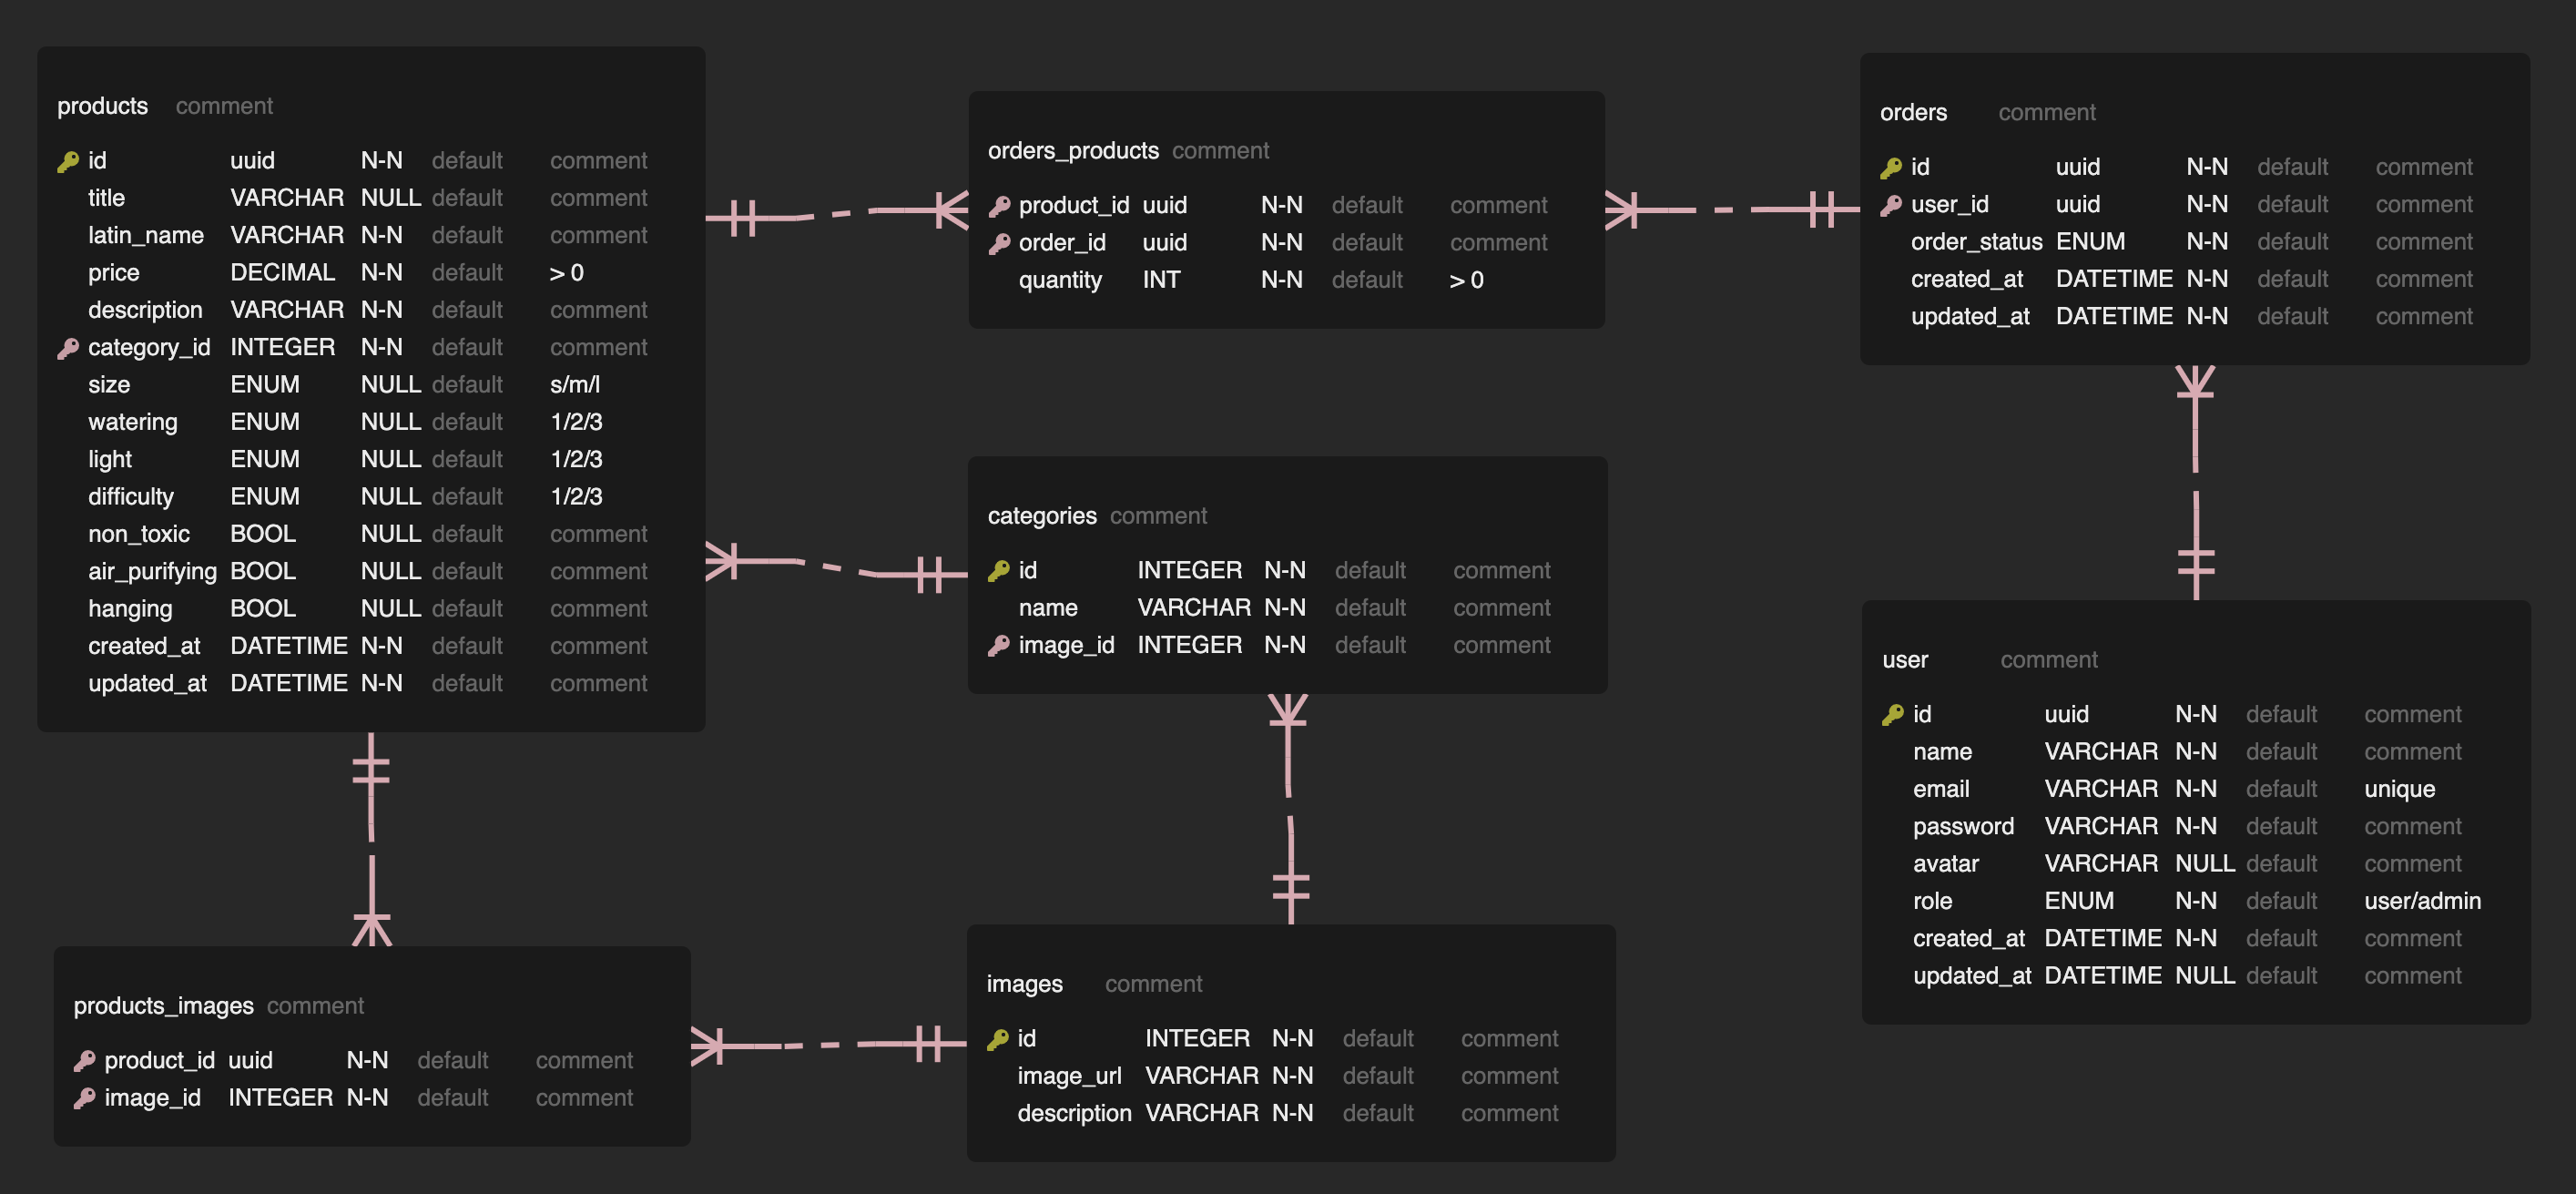 products comment
id uuid N-N default comment
title VARCHAR NULL default comment
latin_name VARCHAR N-N default comment
price DECIMAL N-N default > 0
description VARCHAR N-N default comment
category_id INTEGER N-N default comment
size ENUM NULL default s/m/l
watering ENUM NULL default 1/2/3
light ENUM NULL default 1/2/3
difficulty ENUM NULL default 1/2/3
non_toxic BOOL NULL default comment
air_purifying BOOL NULL default comment
hanging BOOL NULL default comment
created_at DATETIME N-N default comment
updated_at DATETIME N-N default comment
orders_products comment
product_id uuid N-N default comment
order_id uuid N-N default comment
quantity INT N-N default > 0
orders comment
id uuid N-N default comment
user_id uuid N-N default comment
order_status ENUM N-N default comment
created_at DATETIME N-N default comment
updated_at DATETIME N-N default comment
categories comment
id INTEGER N-N default comment
name VARCHAR N-N default comment
image_id INTEGER N-N default comment
user comment
id uuid N-N default comment
name VARCHAR N-N default comment
email VARCHAR N-N default unique
password VARCHAR N-N default comment
avatar VARCHAR NULL default comment
role ENUM N-N default user/admin
created_at DATETIME N-N default comment
updated_at DATETIME NULL default comment
products_images comment
product_id uuid N-N default comment
image_id INTEGER N-N default comment
images comment
id INTEGER N-N default comment
image_url VARCHAR N-N default comment
description VARCHAR N-N default comment